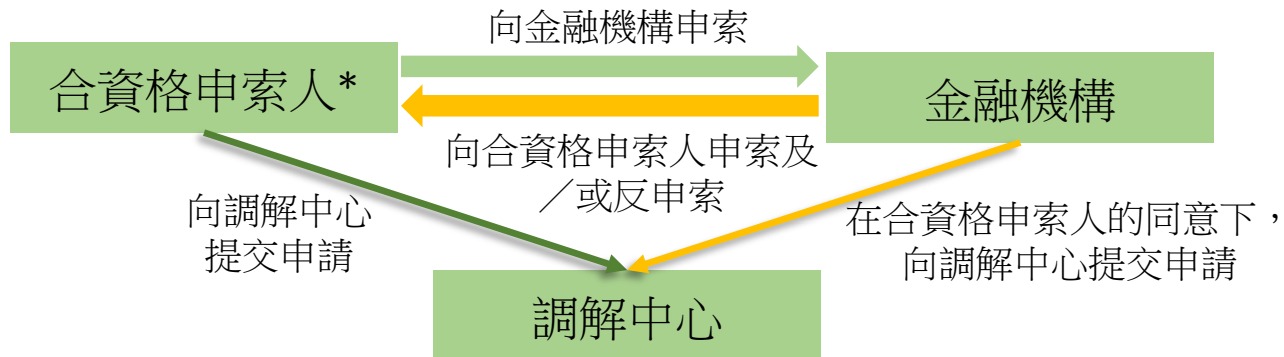 向金融機構申索
合資格申索人*
金融機構
向合資格申索人申索及
／或反申索
向調解中心
提交申請
在合資格申索人的同意下，
向調解中心提交申請
調解中心